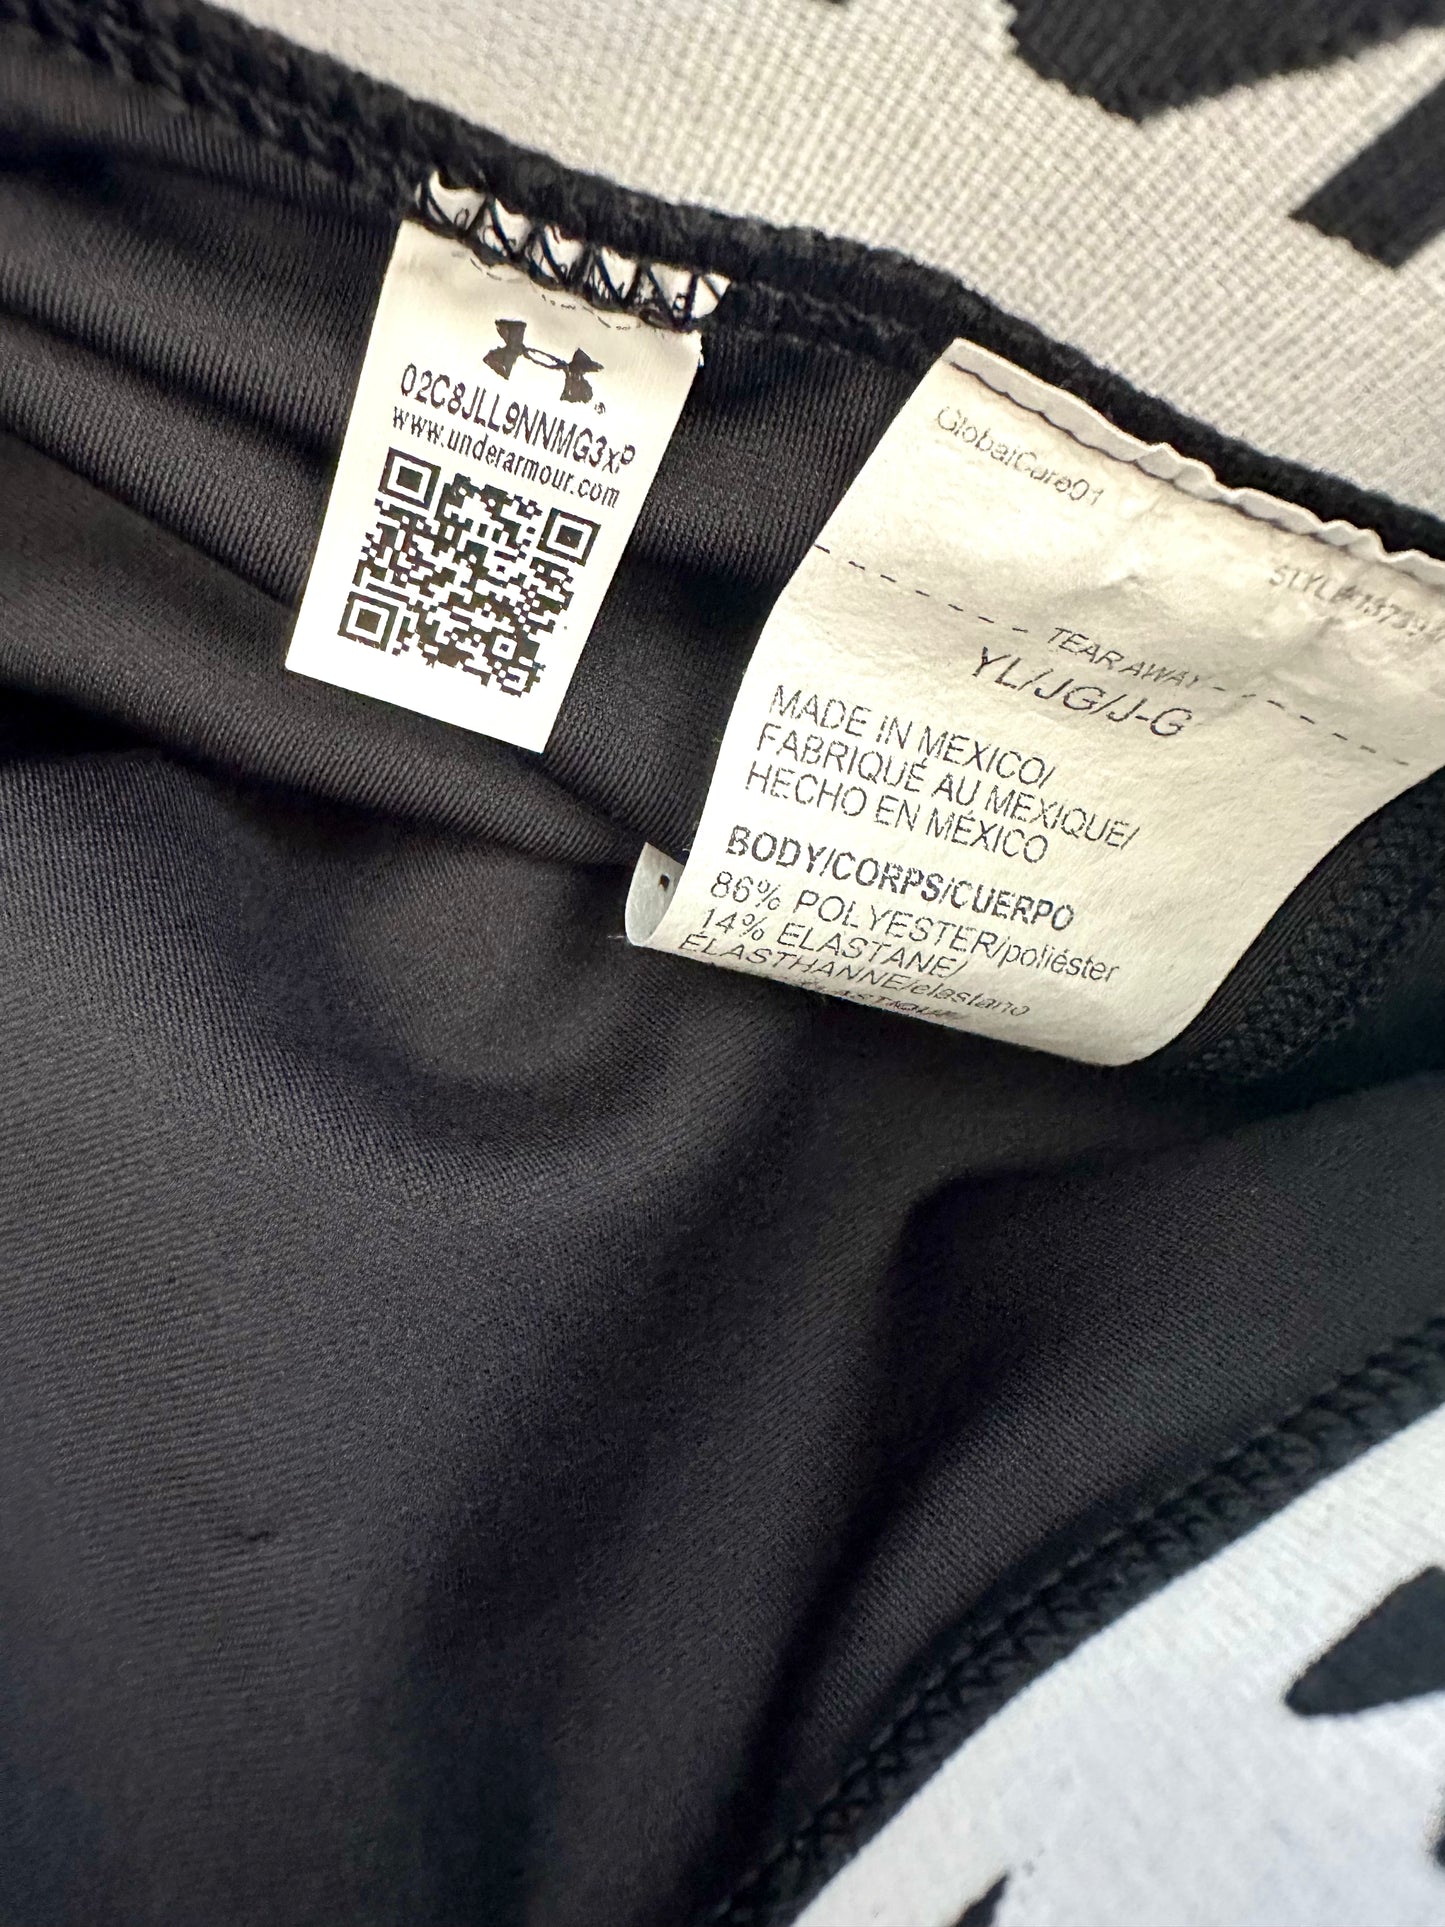 02C8JLL9NNMG3xP
www.underarmour.com
GlobalCare01
TEAR AWAY
YL/JG/J-G
MADE IN MEXICO/
FABRIQUÉ AU MEXIQUE/
HECHO EN MÉXICO
BODY/CORPS/CUERPO
86% POLYESTER/poliéster
14% ELASTANE/
ÉLASTHANNE/elastano